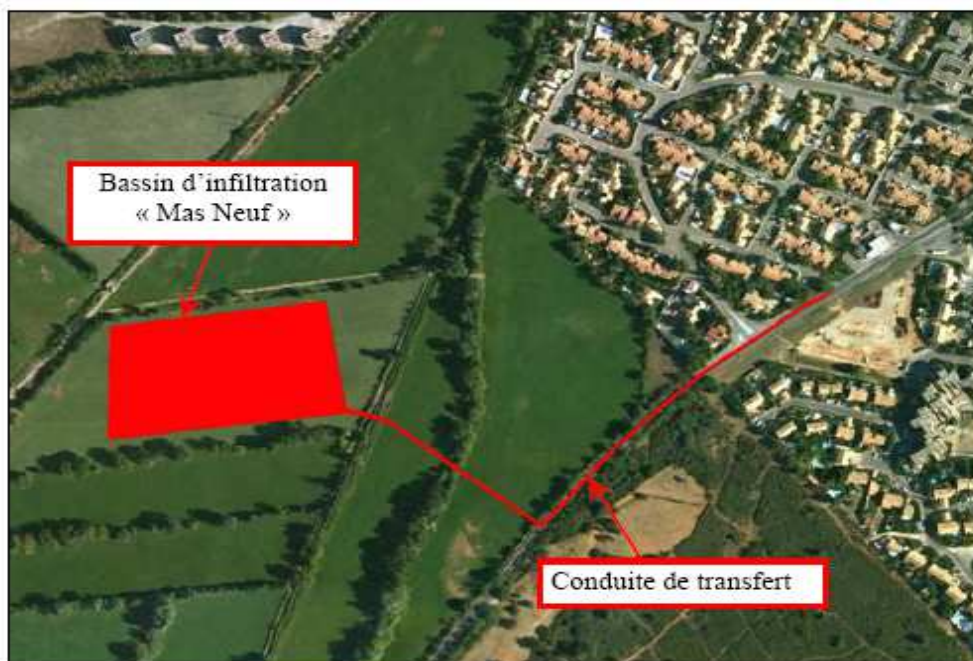 Bassin d’infiltration
« Mas Neuf »
Conduite de transfert